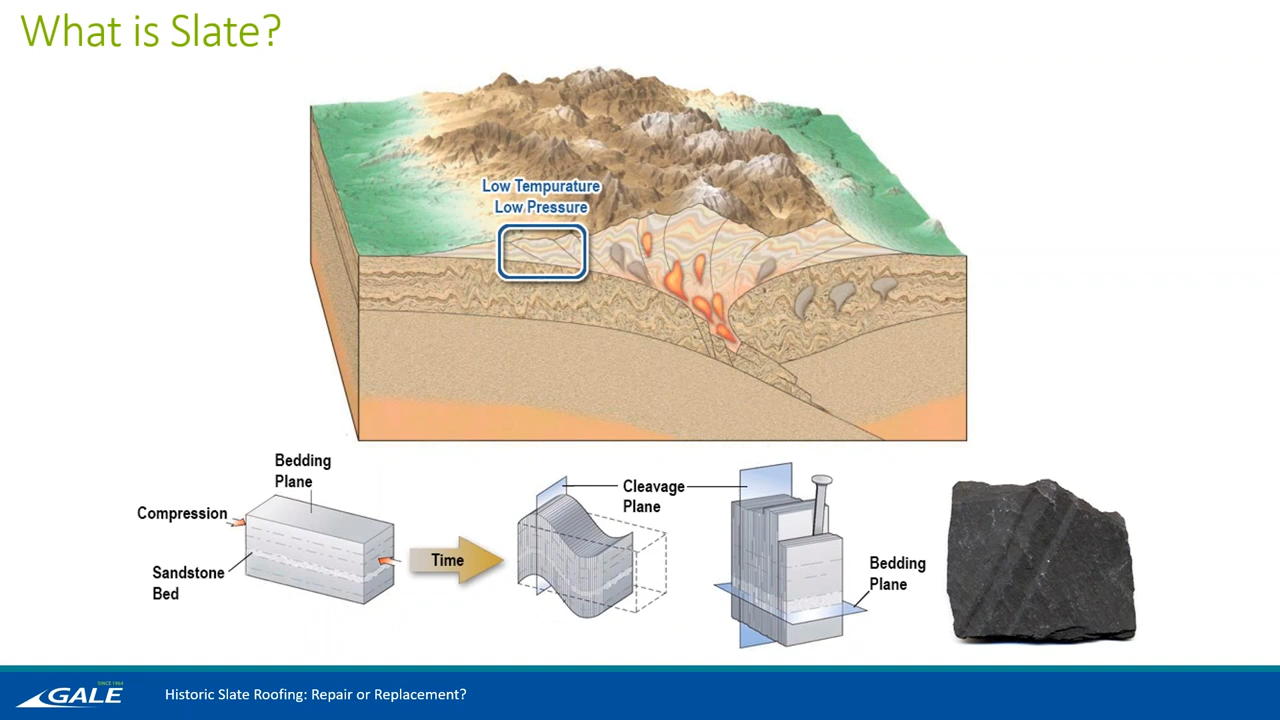 What is Slate?
Low Tempurature
Low Pressure
Bedding
Plane
Compression
Sandstone
Bed
Time
Cleavage
Plane
Bedding
Plane
SINCE 1964
GALE
Historic Slate Roofing: Repair or Replacement?